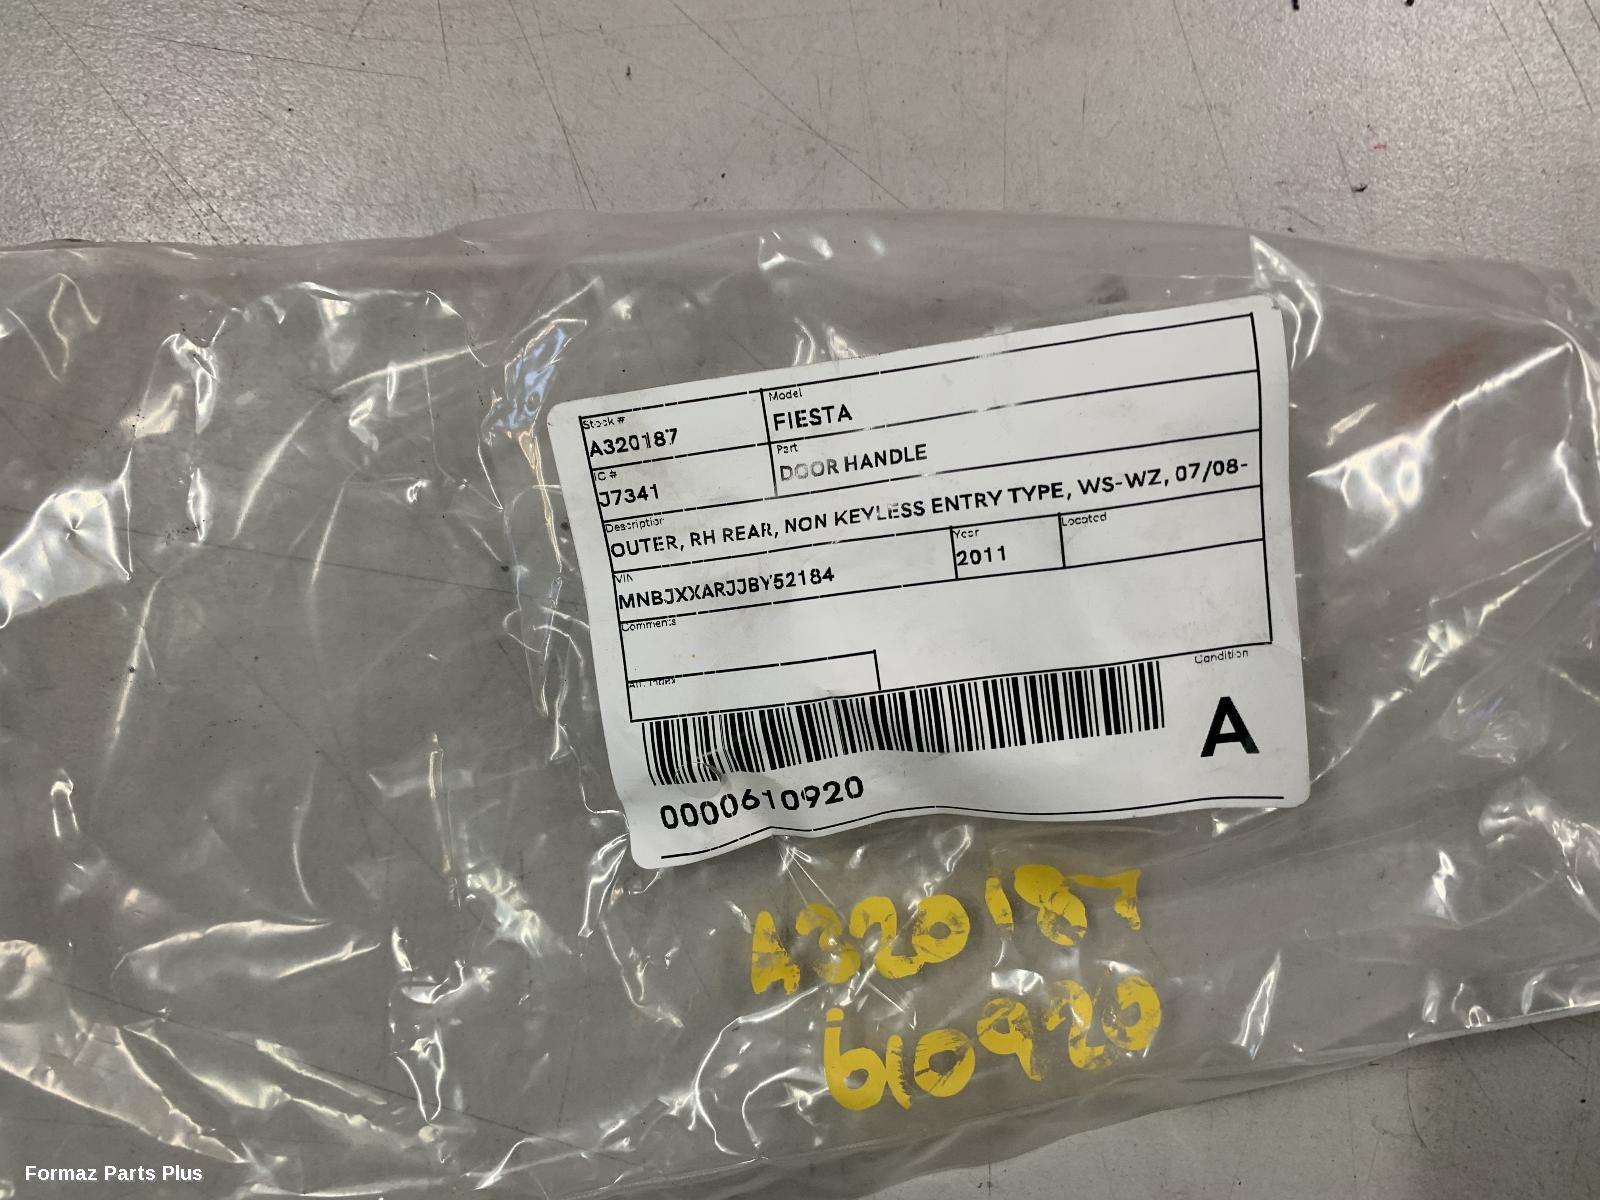 Stock #
A320187
Model
FIESTA
IC #
J7341
Part
DOOR HANDLE
Description
OUTER, RH REAR, NON KEYLESS ENTRY TYPE, WS-WZ, 07/08-
VIN
MNBJXXARJJBY52184
Year
2011
Located
Comments
Condition
A
0000610920
A320187
610920
Formaz Parts Plus